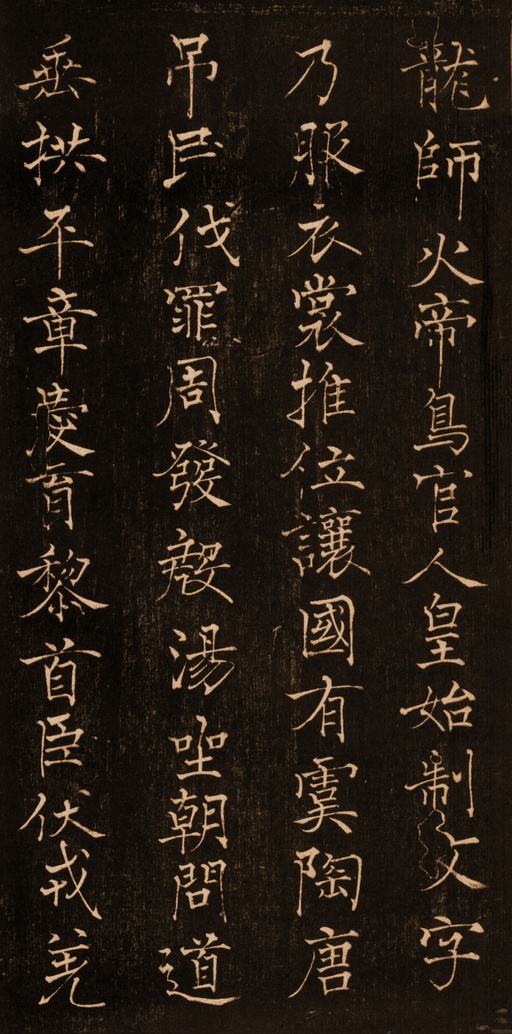 龍師火帝鳥官人皇始制文字
乃服衣裳推位讓國有虞陶唐
吊民伐罪周發殷湯坐朝問道
垂拱平章愛育黎首臣伏戎羌